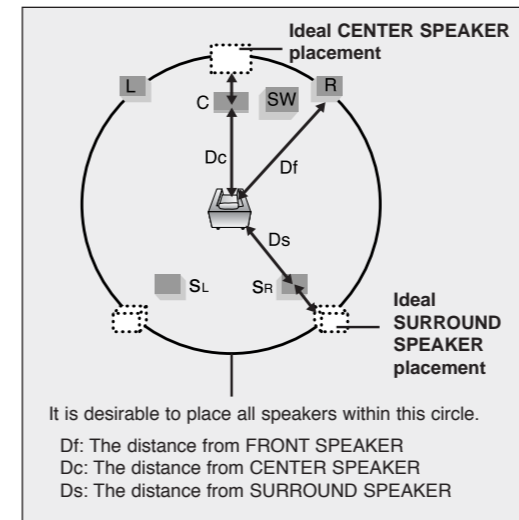 Ideal CENTER SPEAKER
placement
L
R
C
SW
Dc
Df
Ds
SL
SR
Ideal
SURROUND
SPEAKER
placement
It is desirable to place all speakers within this circle.
Df: The distance from FRONT SPEAKER
Dc: The distance from CENTER SPEAKER
Ds: The distance from SURROUND SPEAKER